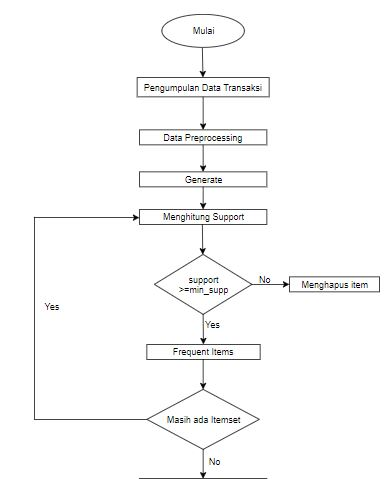 Mulai
Pengumpulan Data Transaksi
Data Preprocessing
Generate
Menghitung Support
support
>=min_supp
No
Menghapus item
Yes
Yes
Frequent Items
Masih ada Itemset
No